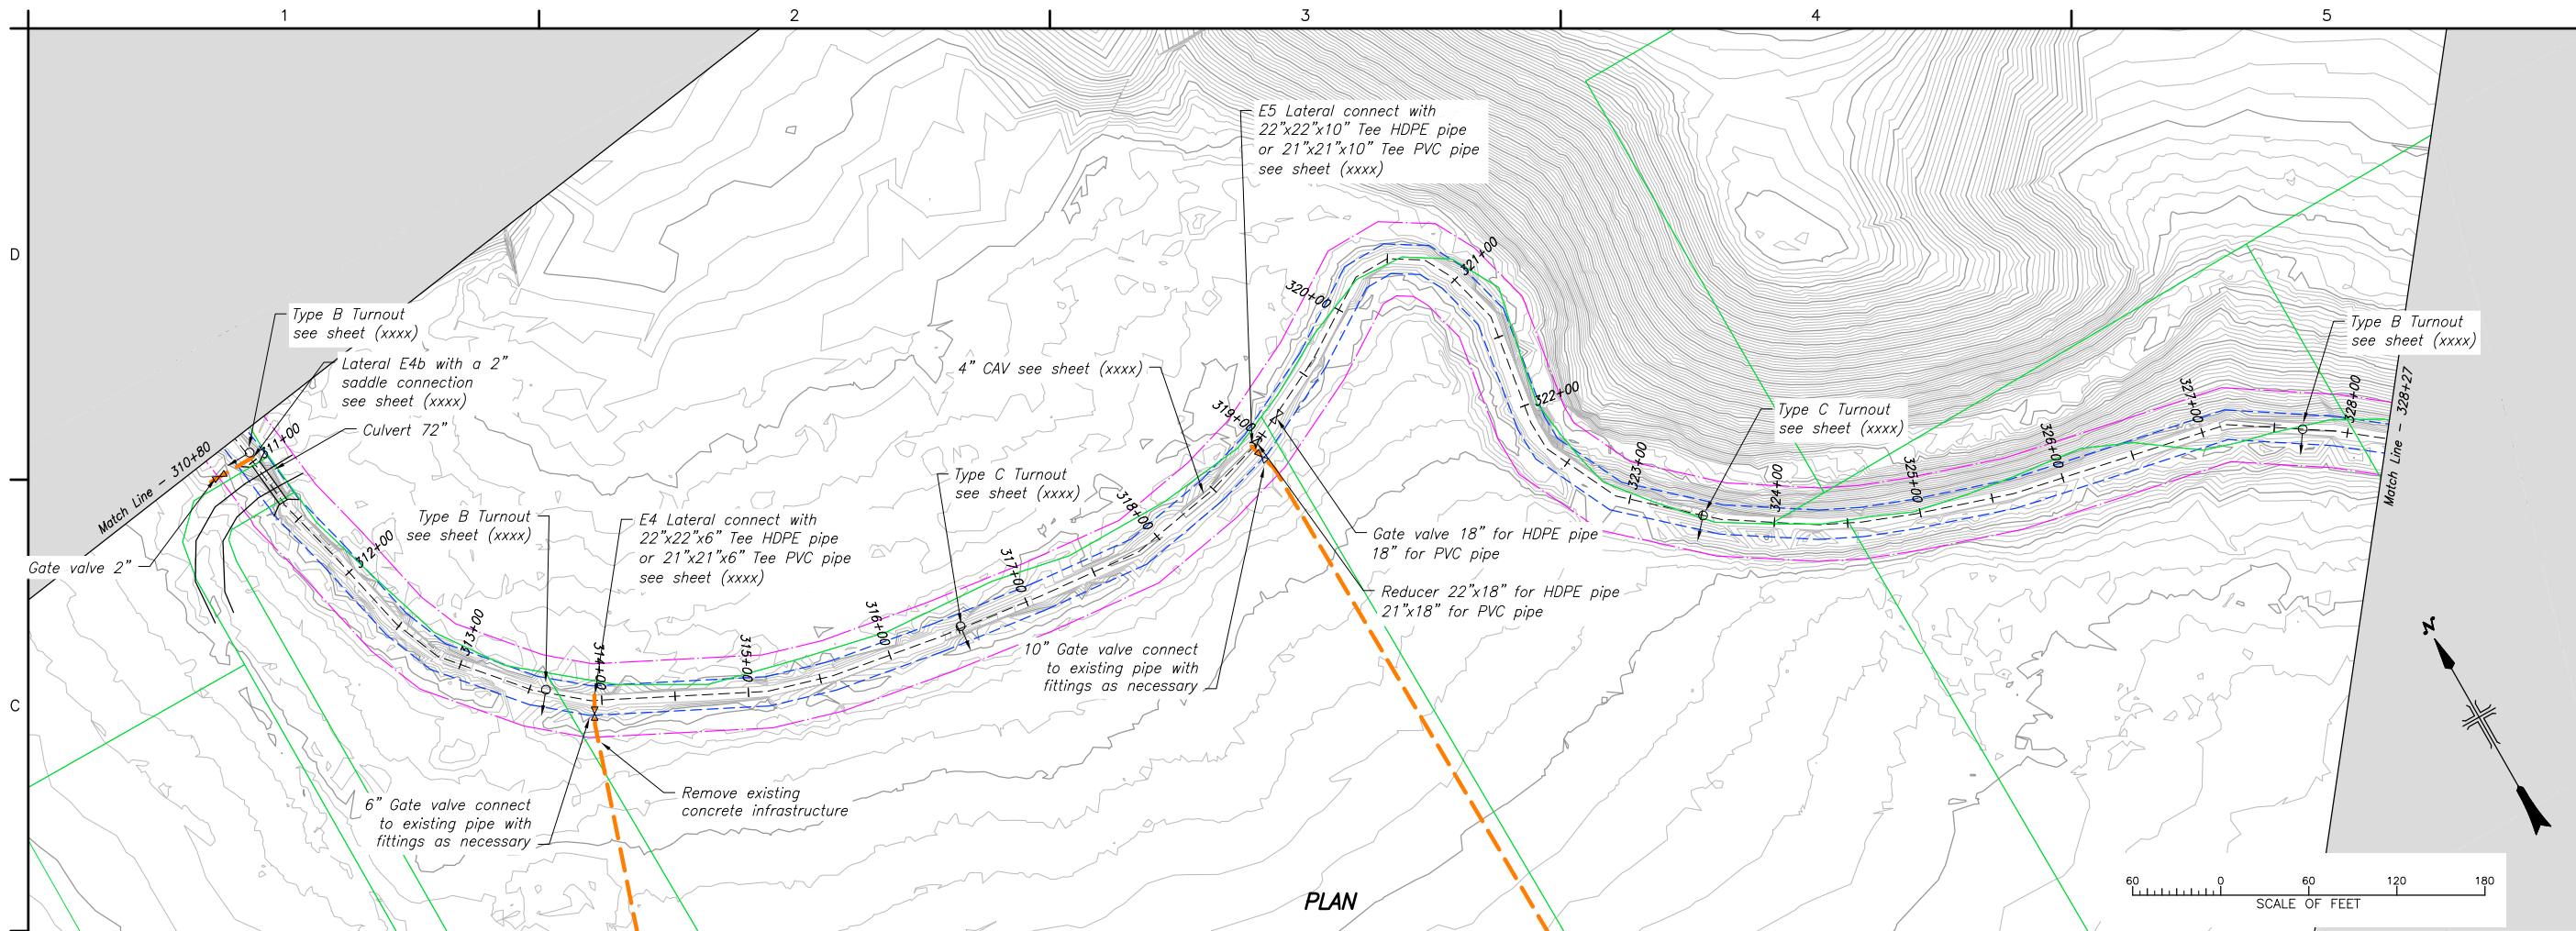 1
2
3
4
5
D
C
E5 Lateral connect with
22"x22"x10" Tee HDPE pipe
or 21"x21"x10" Tee PVC pipe
see sheet (xxxx)
Type B Turnout
see sheet (xxxx)
Lateral E4b with a 2"
saddle connection
see sheet (xxxx)
Culvert 72"
Match Line - 310+80
Gate valve 2"
311+00
312+00
313+00
314+00
315+00
316+00
317+00
318+00
319+00
320+00
321+00
322+00
323+00
324+00
325+00
326+00
327+00
328+00
4" CAV see sheet (xxxx)
Type B Turnout
see sheet (xxxx)
Type C Turnout
see sheet (xxxx)
Type B Turnout
see sheet (xxxx)
E4 Lateral connect with
22"x22"x6" Tee HDPE pipe
or 21"x21"x6" Tee PVC pipe
see sheet (xxxx)
Type C Turnout
see sheet (xxxx)
Gate valve 18" for HDPE pipe
18" for PVC pipe
Reducer 22"x18" for HDPE pipe
21"x18" for PVC pipe
10" Gate valve connect
to existing pipe with
fittings as necessary
6" Gate valve connect
to existing pipe with
fittings as necessary
Remove existing
concrete infrastructure
Match Line - 328+27
N
PLAN
60 0 60 120 180
SCALE OF FEET